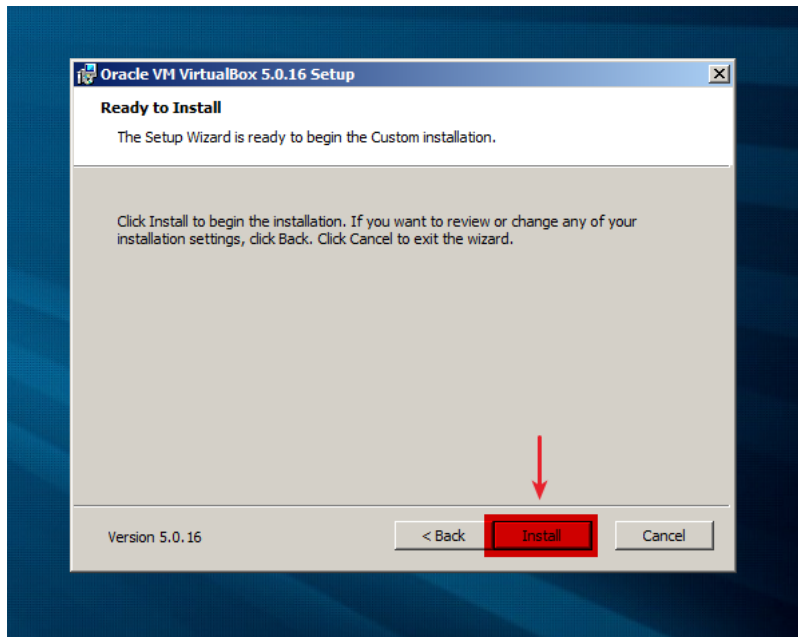 Oracle VM VirtualBox 5.0.16 Setup
Ready to Install
The Setup Wizard is ready to begin the Custom installation.
Click Install to begin the installation. If you want to review or change any of your
installation settings, click Back. Click Cancel to exit the wizard.
Version 5.0.16
< Back
Install
Cancel